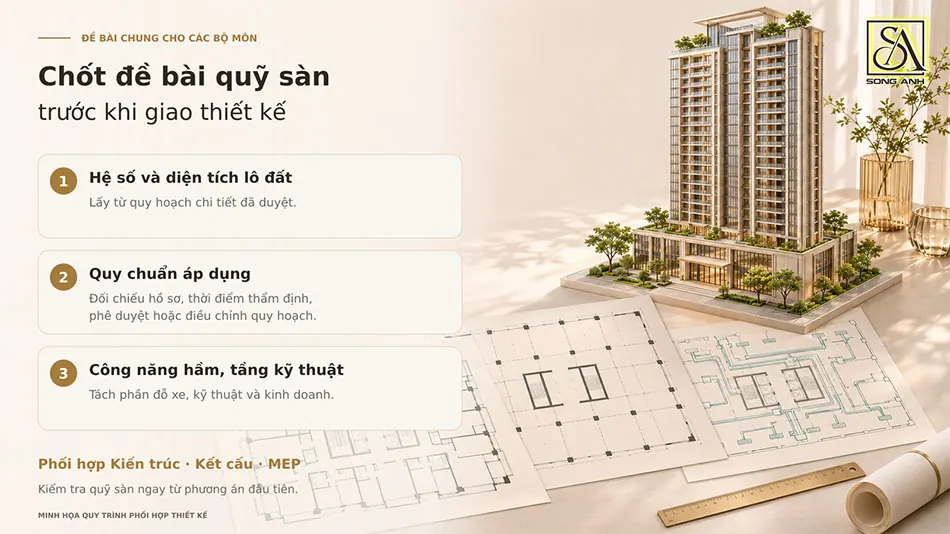 ĐỀ BÀI CHUNG CHO CÁC BỘ MÔN
Chốt đề bài quỹ sàn
trước khi giao thiết kế
1
Hệ số và diện tích lô đất
Lấy từ quy hoạch chi tiết đã duyệt.
2
Quy chuẩn áp dụng
Đối chiếu hồ sơ, thời điểm thẩm định,
phê duyệt hoặc điều chỉnh quy hoạch.
3
Công năng hầm, tầng kỹ thuật
Tách phần đỗ xe, kỹ thuật và kinh doanh.
Phối hợp Kiến trúc · Kết cấu · MEP
Kiểm tra quỹ sàn ngay từ phương án đầu tiên.
MINH HỌA QUY TRÌNH PHỐI HỢP THIẾT KẾ
SA
SONG ANH